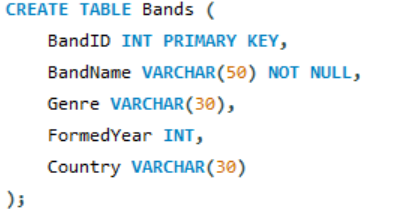 CREATE TABLE Bands (
    BandID INT PRIMARY KEY,
    BandName VARCHAR(50) NOT NULL,
    Genre VARCHAR(30),
    FormedYear INT,
    Country VARCHAR(30)
);